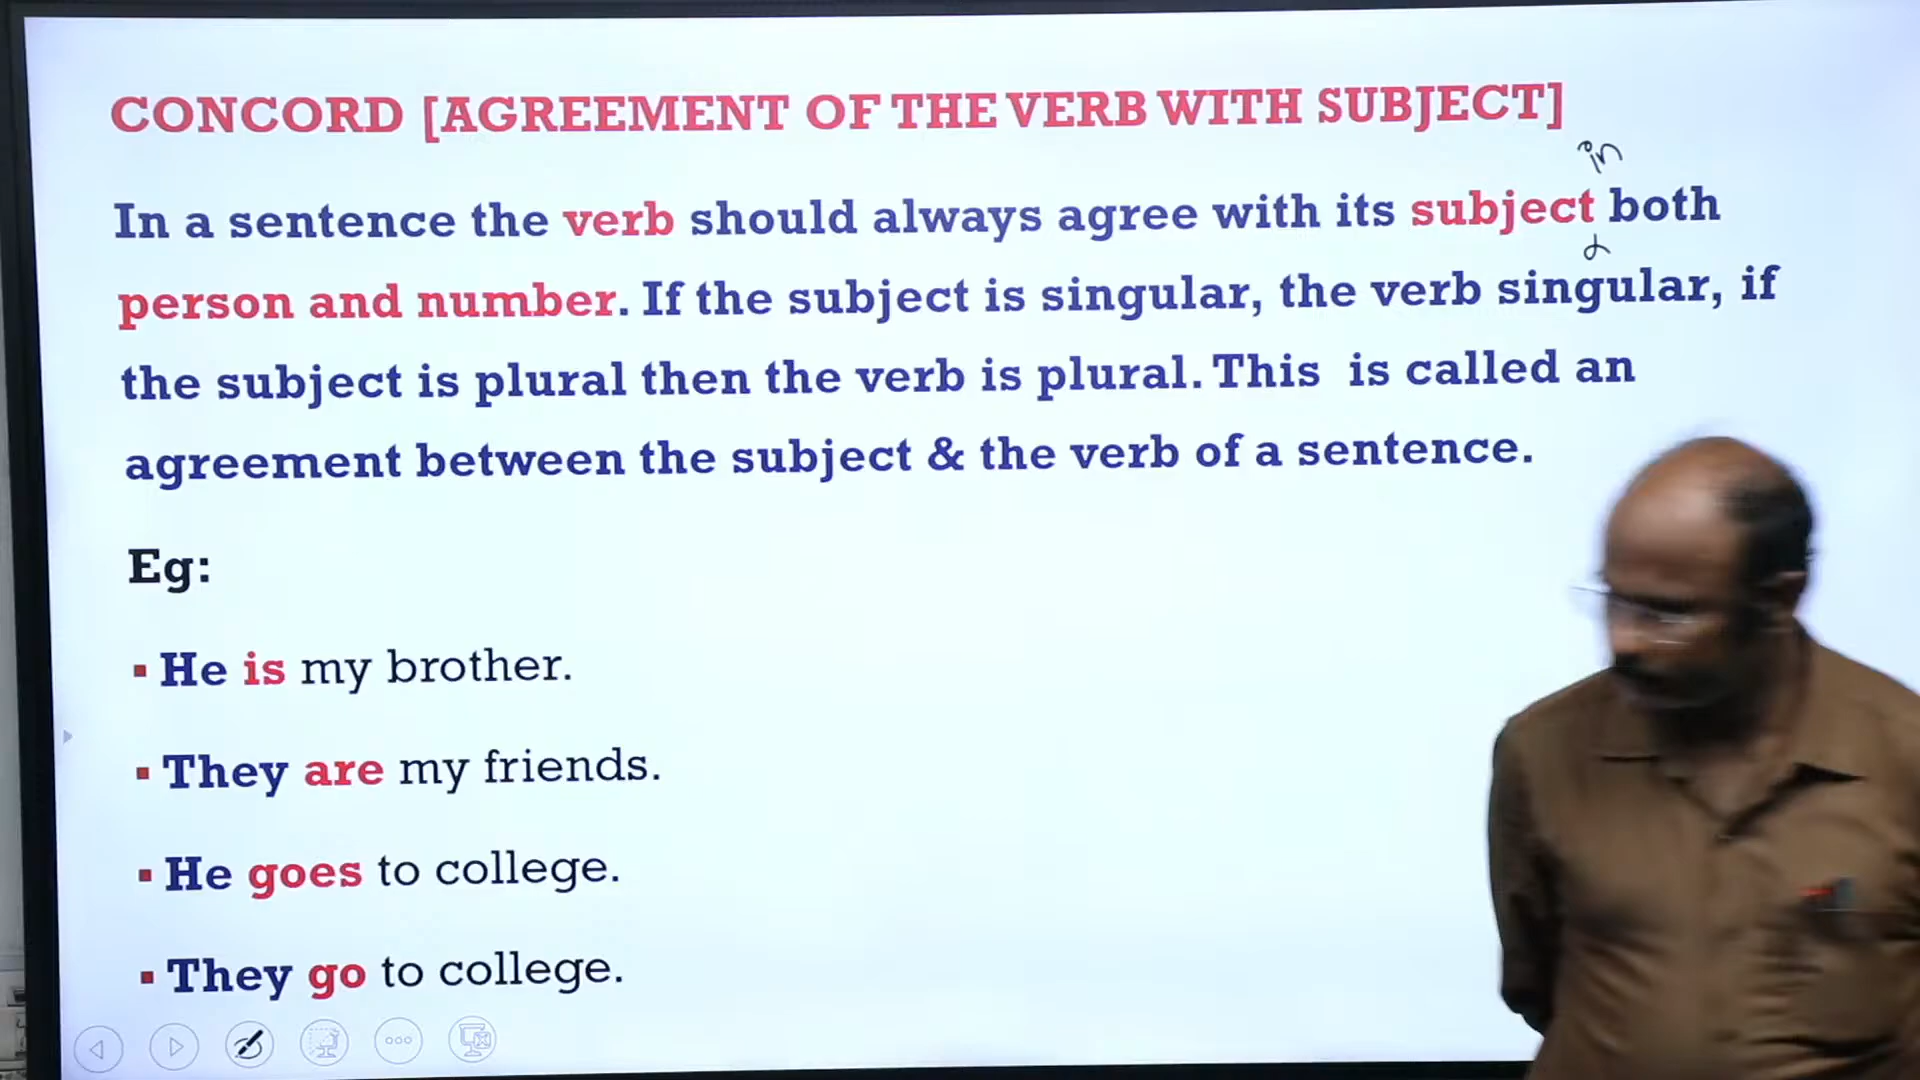 CONCORD [AGREEMENT OF THE VERB WITH SUBJECT]
in
In a sentence the verb should always agree with its subject both
person and number. If the subject is singular, the verb singular, if
the subject is plural then the verb is plural. This is called an
agreement between the subject & the verb of a sentence.
Eg:
▪ He is my brother.
▪ They are my friends.
▪ He goes to college.
▪ They go to college.